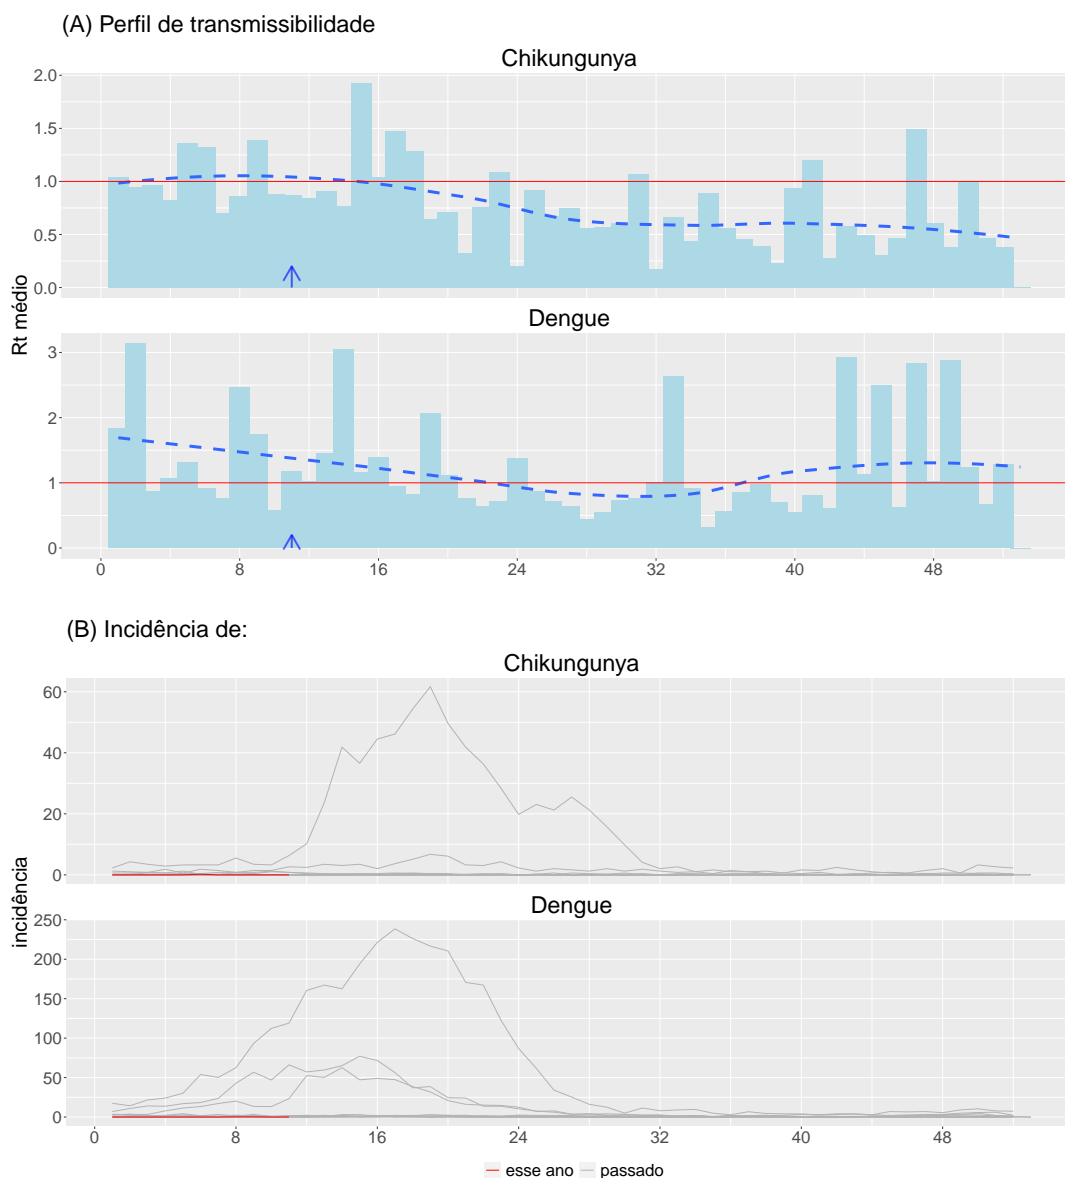 (A) Perfil de transmissibilidade
Chikungunya
2.0
1.5
1.0
0.5
0.0
Rt médio
Dengue
3
2
1
0
0 8 16 24 32 40 48
(B) Incidência de:
Chikungunya
60
40
20
0
incidência
Dengue
250
200
150
100
50
0
0 8 16 24 32 40 48
esse ano passado